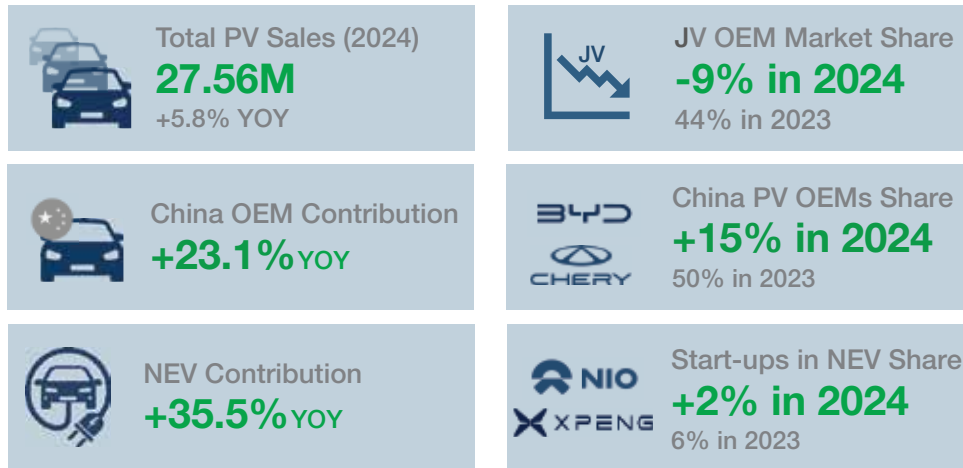 Total PV Sales (2024)
27.56M
+5.8% YOY
JV
JV OEM Market Share
-9% in 2024
44% in 2023
China OEM Contribution
+23.1% YOY
BYD
CHERY
China PV OEMs Share
+15% in 2024
50% in 2023
NEV Contribution
+35.5% YOY
NIO
XPENG
Start-ups in NEV Share
+2% in 2024
6% in 2023